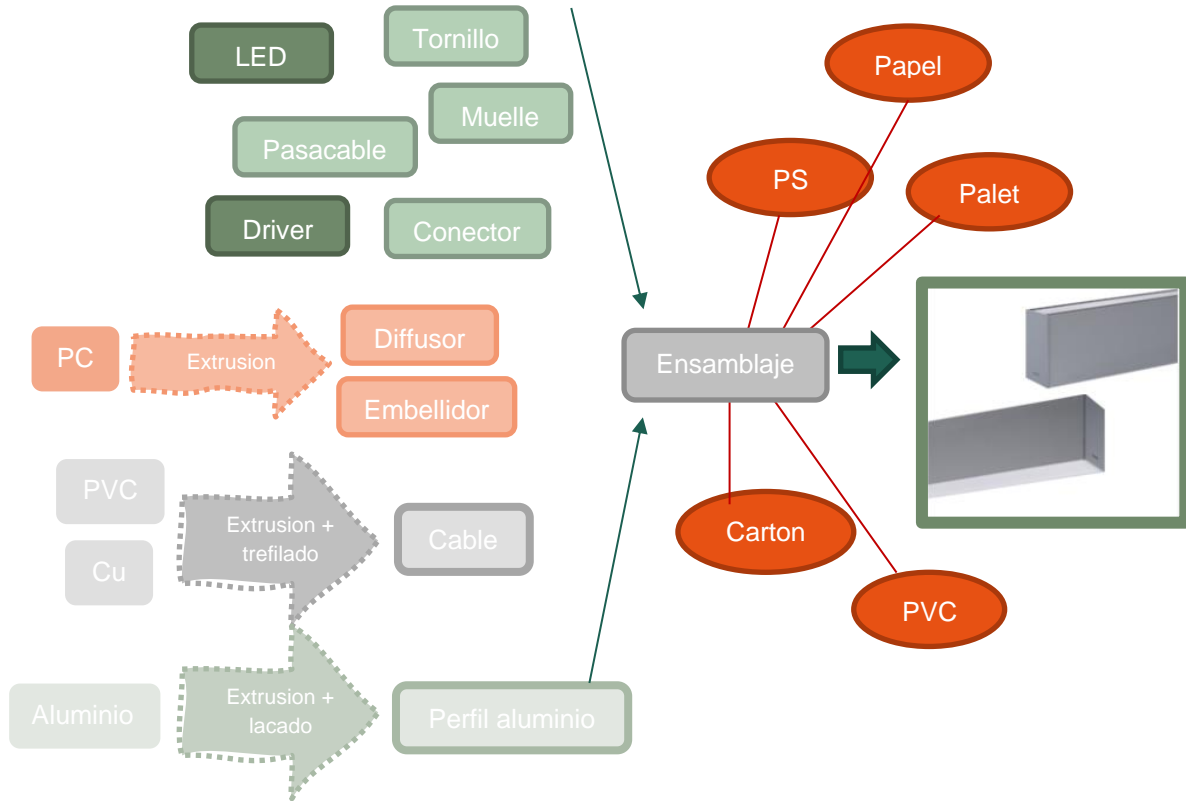 LED
Tornillo
Muelle
Pasacable
Driver
Conector
PC
Extrusion
Diffusor
Embellidor
PVC
Cu
Extrusion +
trefilado
Cable
Aluminio
Extrusion +
lacado
Perfil aluminio
Ensamblaje
Papel
PS
Palet
Carton
PVC